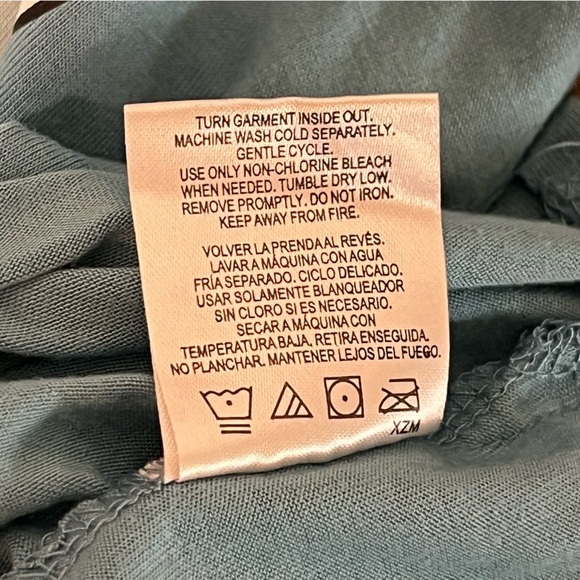 TURN GARMENT INSIDE OUT.
MACHINE WASH COLD SEPARATELY.
GENTLE CYCLE.
USE ONLY NON-CHLORINE BLEACH
WHEN NEEDED. TUMBLE DRY LOW.
REMOVE PROMPTLY. DO NOT IRON.
KEEP AWAY FROM FIRE.
VOLVER LA PRENDA AL REVÉS.
LAVAR A MÁQUINA CON AGUA
FRÍA SEPARADO. CICLO DELICADO.
USAR SOLAMENTE BLANQUEADOR
SIN CLORO SI ES NECESARIO.
SECAR A MÁQUINA CON
TEMPERATURA BAJA, RETIRA ENSEGUIDA.
NO PLANCHAR. MANTENER LEJOS DEL FUEGO.
XZM